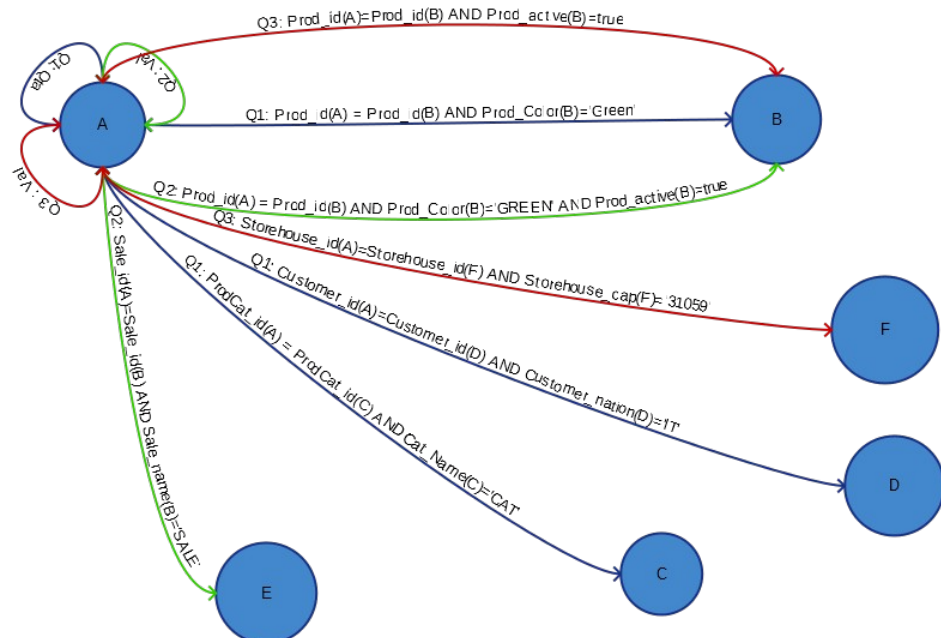 Q3: Prod_id(A)=Prod_id(B) AND Prod_active(B)=true
Q1: Qta
Q2: Val
A
Q1: Prod_id(A) = Prod_id(B) AND Prod_Color(B)='Green'
B
Q3 : Val
Q2: Prod_id(A) = Prod_id(B) AND Prod_Color(B)='GREEN' AND Prod_active(B)=true
Q3: Storehouse_id(A)=Storehouse_id(F) AND Storehouse_cap(F)= '31059'
F
Q1: Customer_id(A)=Customer_id(D) AND Customer_nation(D)='IT'
D
Q1: ProdCat_id(A) = ProdCat_id(C) AND Cat_Name(C)='CAT'
C
Q2: Sale_id(A)=Sale_id(B) AND Sale_name(B)='SALE'
E